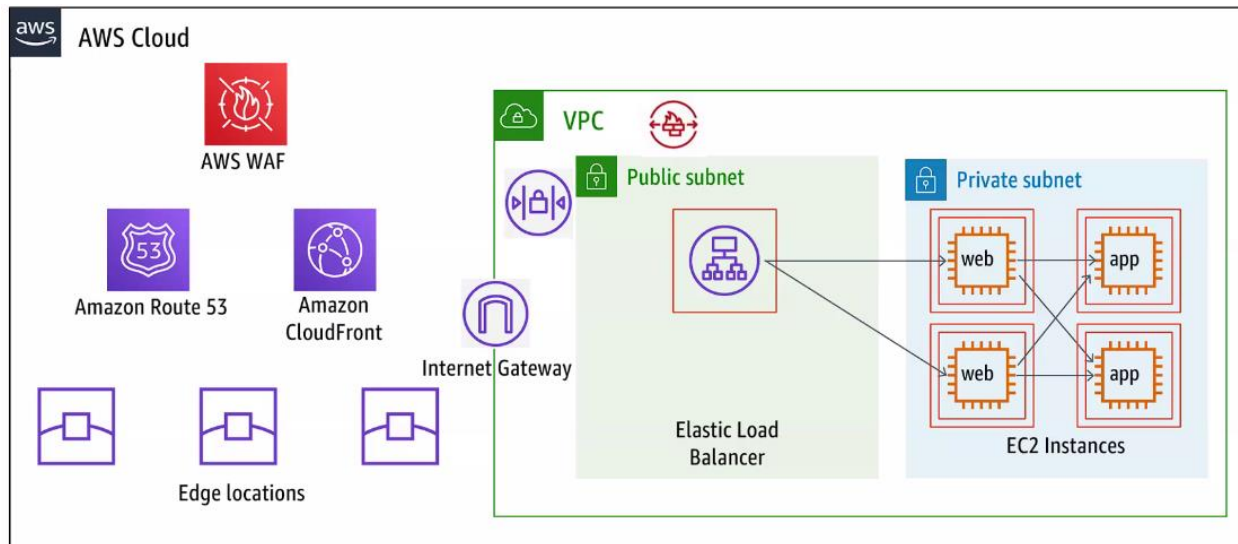 aws
AWS Cloud
AWS WAF
VPC
Public subnet
Private subnet
53
web
app
Amazon Route 53
Amazon
CloudFront
Internet Gateway
web
app
Elastic Load
Balancer
EC2 Instances
Edge locations